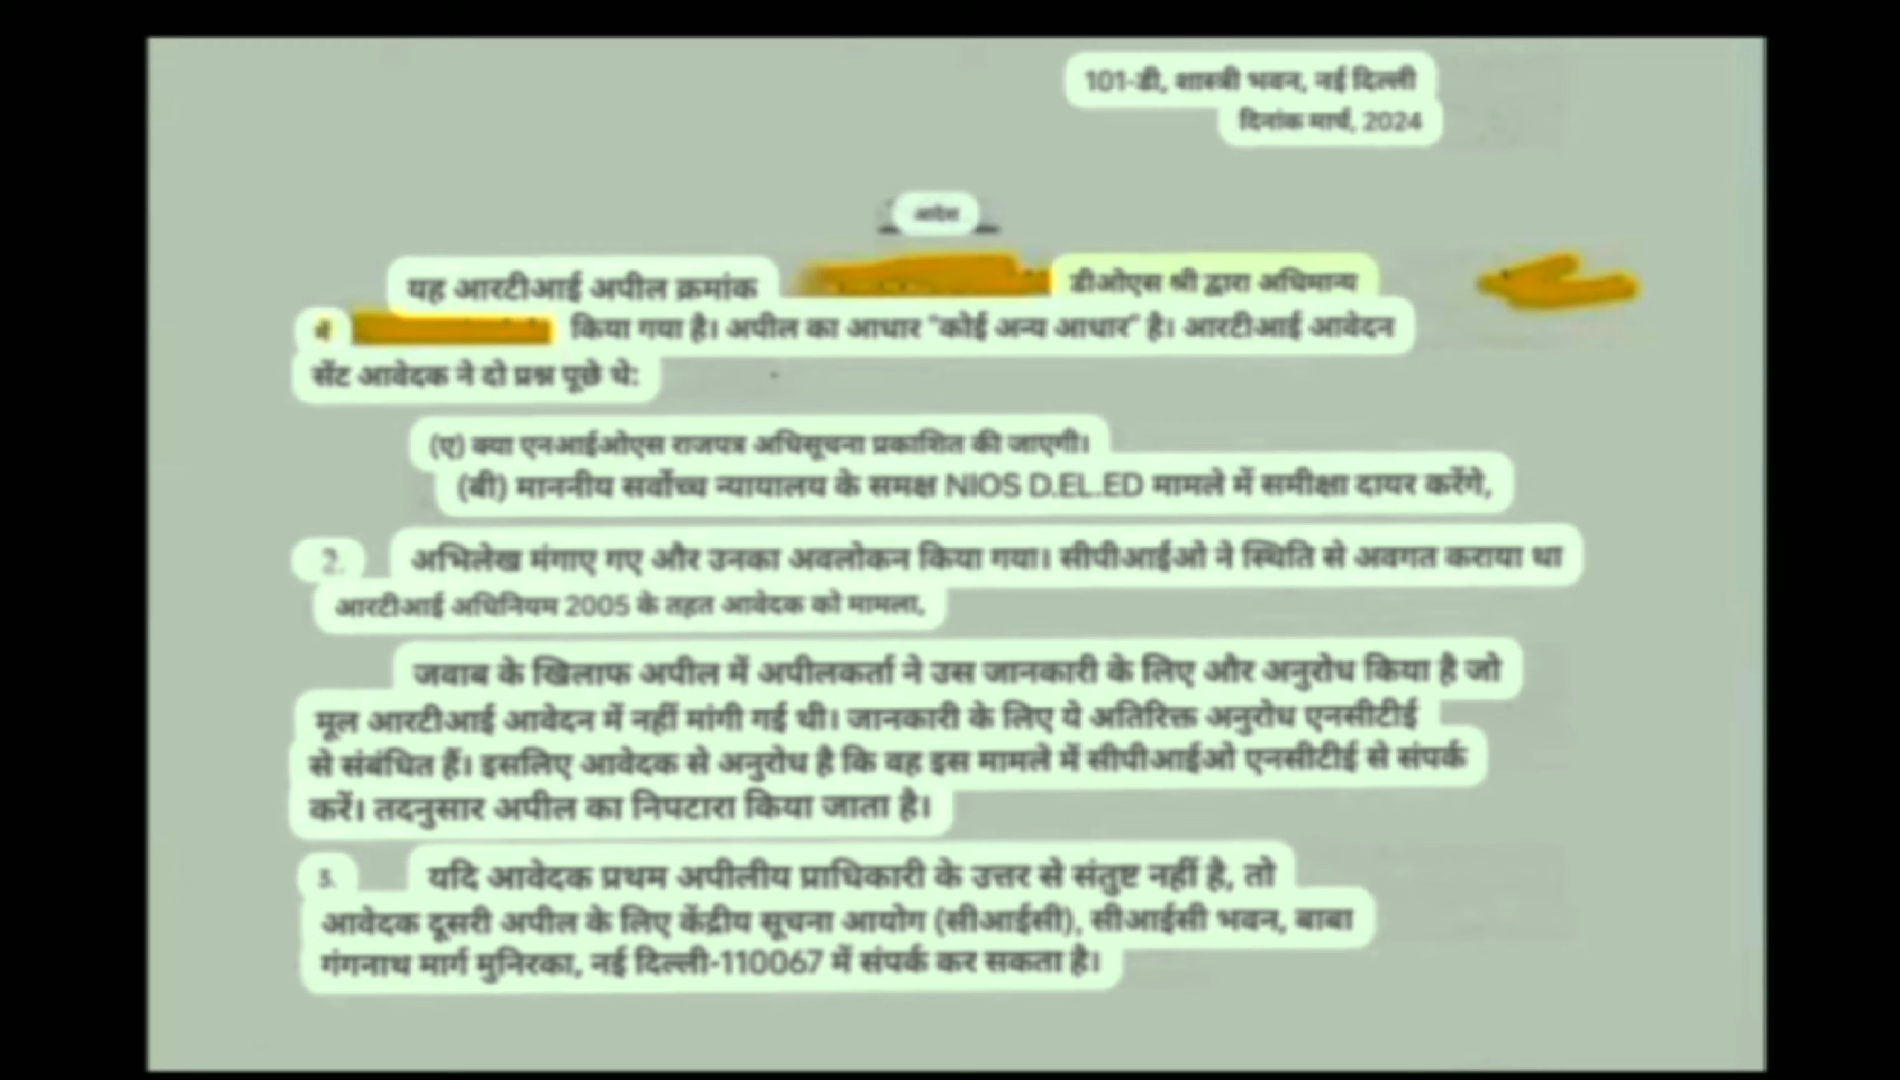 101-डी, शास्त्री भवन, नई दिल्ली
दिनांक मार्च, 2024
आदेश
यह आरटीआई अपील क्रमांक डीओएस श्री द्वारा अधिमान्य
में किया गया है। अपील का आधार "कोई अन्य आधार" है। आरटीआई आवेदन
सेंट आवेदक ने दो प्रश्न पूछे थे:
(ए) क्या एनआईओएस राजपत्र अधिसूचना प्रकाशित की जाएगी।
(बी) माननीय सर्वोच्च न्यायालय के समक्ष NIOS D.EL.ED मामले में समीक्षा दायर करेंगे,
2. अभिलेख मंगाए गए और उनका अवलोकन किया गया। सीपीआईओ ने स्थिति से अवगत कराया था
आरटीआई अधिनियम 2005 के तहत आवेदक को मामला,
जवाब के खिलाफ अपील में अपीलकर्ता ने उस जानकारी के लिए और अनुरोध किया है जो
मूल आरटीआई आवेदन में नहीं मांगी गई थी। जानकारी के लिए ये अतिरिक्त अनुरोध एनसीटीई
से संबंधित हैं। इसलिए आवेदक से अनुरोध है कि वह इस मामले में सीपीआईओ एनसीटीई से संपर्क
करें। तदनुसार अपील का निपटारा किया जाता है।
3. यदि आवेदक प्रथम अपीलीय प्राधिकारी के उत्तर से संतुष्ट नहीं है, तो
आवेदक दूसरी अपील के लिए केंद्रीय सूचना आयोग (सीआईसी), सीआईसी भवन, बाबा
गंगनाथ मार्ग मुनिरका, नई दिल्ली-110067 में संपर्क कर सकता है।